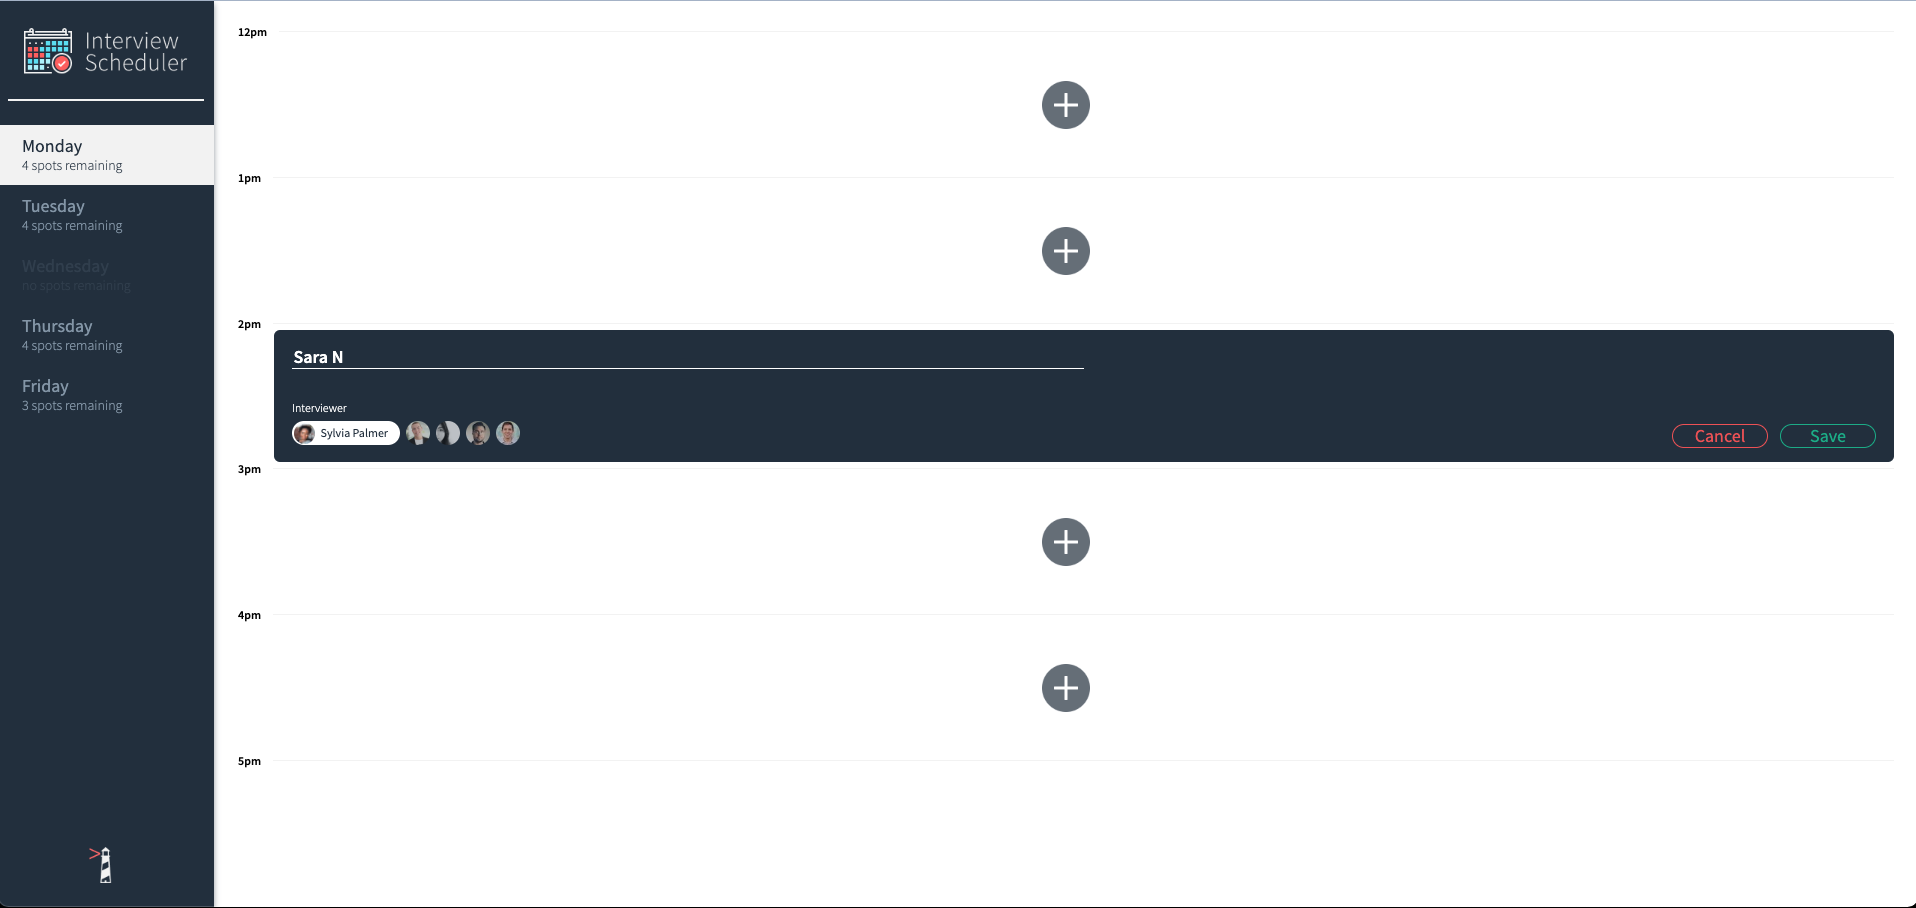 Interview
Scheduler
Monday
4 spots remaining
Tuesday
4 spots remaining
Wednesday
no spots remaining
Thursday
4 spots remaining
Friday
3 spots remaining
12pm
1pm
2pm
Sara N
Interviewer
Sylvia Palmer
Cancel Save
3pm
4pm
5pm